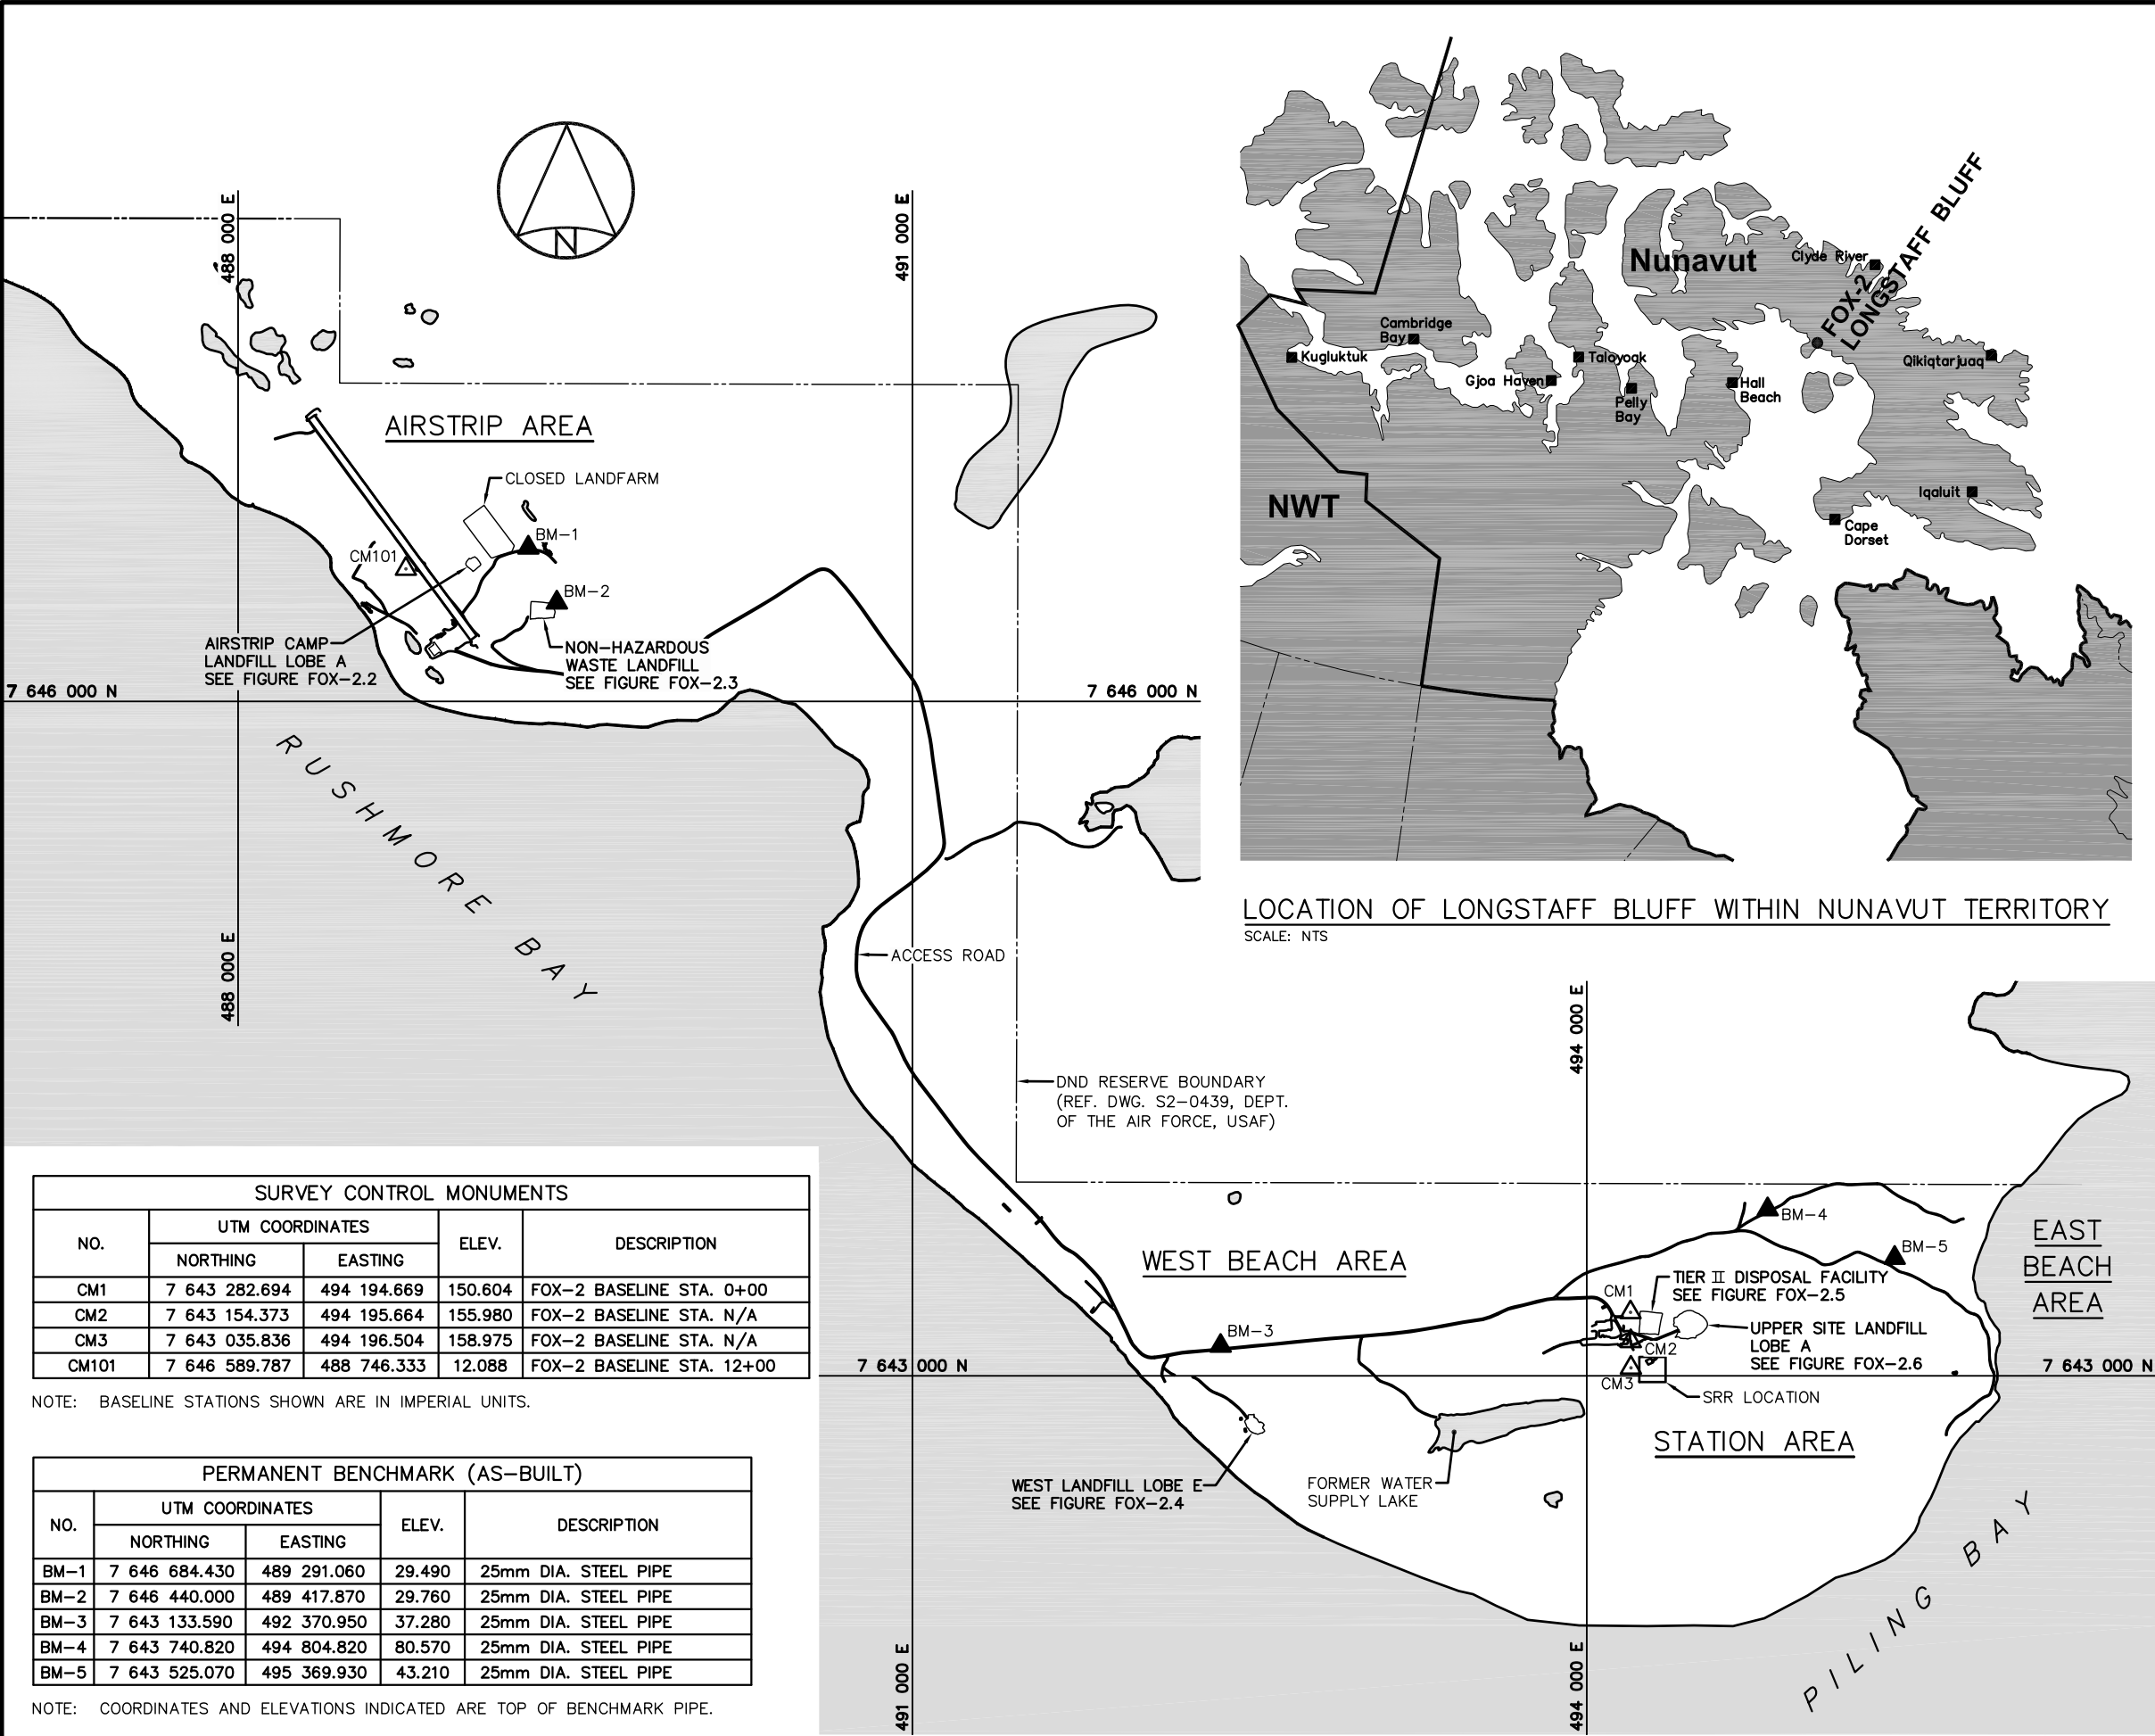 N
488 000 E
491 000 E
AIRSTRIP AREA
CLOSED LANDFARM
BM-1
CM101
BM-2
AIRSTRIP CAMP
LANDFILL LOBE A
SEE FIGURE FOX-2.2
NON-HAZARDOUS
WASTE LANDFILL
SEE FIGURE FOX-2.3
7 646 000 N
7 646 000 N
RUSHMORE BAY
488 000 E
ACCESS ROAD
DND RESERVE BOUNDARY
(REF. DWG. S2-0439, DEPT.
OF THE AIR FORCE, USAF)
Nunavut
Clyde River
FOX-2
LONGSTAFF BLUFF
Cambridge
Bay
Kugluktuk
Taloyoak
Gjoa Haven
Pelly
Bay
Hall
Beach
Qikiqtarjuaq
NWT
Iqaluit
Cape
Dorset
LOCATION OF LONGSTAFF BLUFF WITHIN NUNAVUT TERRITORY
SCALE: NTS
494 000 E
WEST BEACH AREA
BM-4
BM-5
EAST
BEACH
AREA
CM1
TIER II DISPOSAL FACILITY
SEE FIGURE FOX-2.5
BM-3
UPPER SITE LANDFILL
LOBE A
SEE FIGURE FOX-2.6
CM2
CM3
7 643 000 N
7 643 000 N
SRR LOCATION
STATION AREA
WEST LANDFILL LOBE E
SEE FIGURE FOX-2.4
FORMER WATER
SUPPLY LAKE
PILING BAY
491 000 E
494 000 E
SURVEY CONTROL MONUMENTS
NO. UTM COORDINATES ELEV. DESCRIPTION
NORTHING EASTING
CM1 7 643 282.694 494 194.669 150.604 FOX-2 BASELINE STA. 0+00
CM2 7 643 154.373 494 195.664 155.980 FOX-2 BASELINE STA. N/A
CM3 7 643 035.836 494 196.504 158.975 FOX-2 BASELINE STA. N/A
CM101 7 646 589.787 488 746.333 12.088 FOX-2 BASELINE STA. 12+00
NOTE: BASELINE STATIONS SHOWN ARE IN IMPERIAL UNITS.
PERMANENT BENCHMARK (AS-BUILT)
NO. UTM COORDINATES ELEV. DESCRIPTION
NORTHING EASTING
BM-1 7 646 684.430 489 291.060 29.490 25mm DIA. STEEL PIPE
BM-2 7 646 440.000 489 417.870 29.760 25mm DIA. STEEL PIPE
BM-3 7 643 133.590 492 370.950 37.280 25mm DIA. STEEL PIPE
BM-4 7 643 740.820 494 804.820 80.570 25mm DIA. STEEL PIPE
BM-5 7 643 525.070 495 369.930 43.210 25mm DIA. STEEL PIPE
NOTE: COORDINATES AND ELEVATIONS INDICATED ARE TOP OF BENCHMARK PIPE.